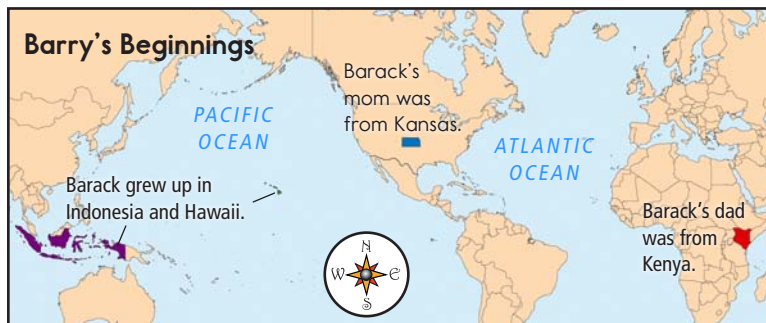 Barry's Beginnings
Barack's
mom was
from Kansas.
PACIFIC
OCEAN
ATLANTIC
OCEAN
Barack grew up in
Indonesia and Hawaii.
Barack's dad
was from
Kenya.
N
W
E
S